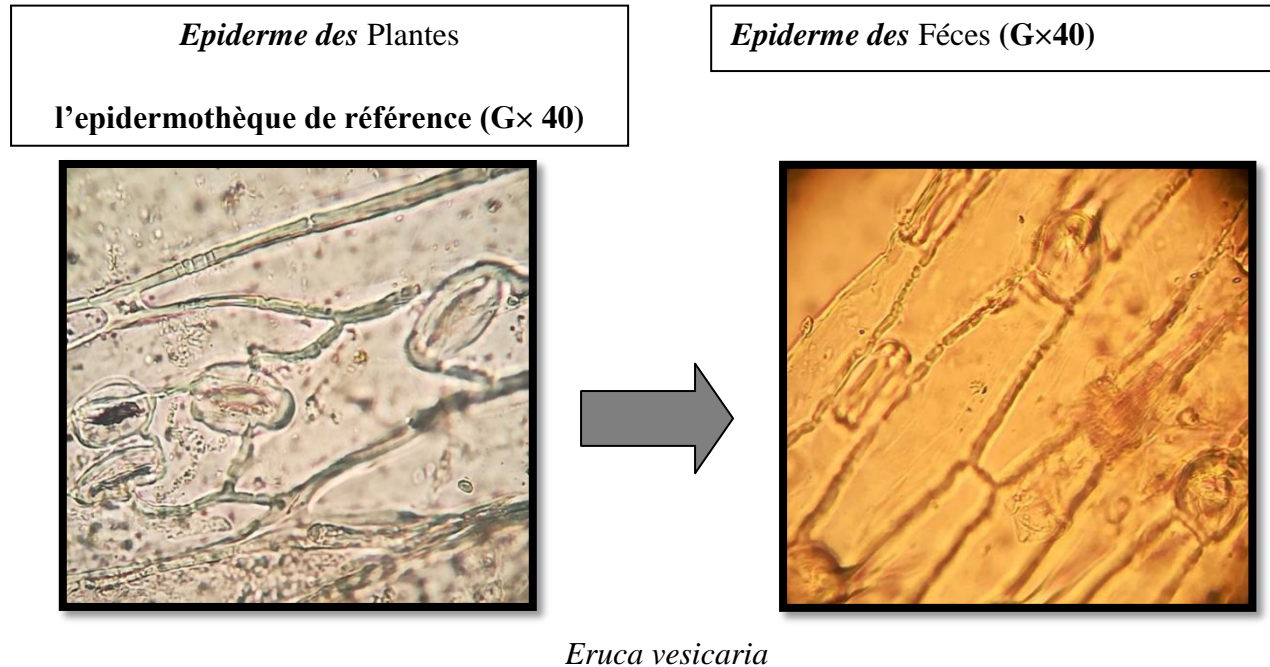 Epiderme des Plantes
l'epidermothèque de référence (G× 40)
Epiderme des Féces (G×40)
Eruca vesicaria